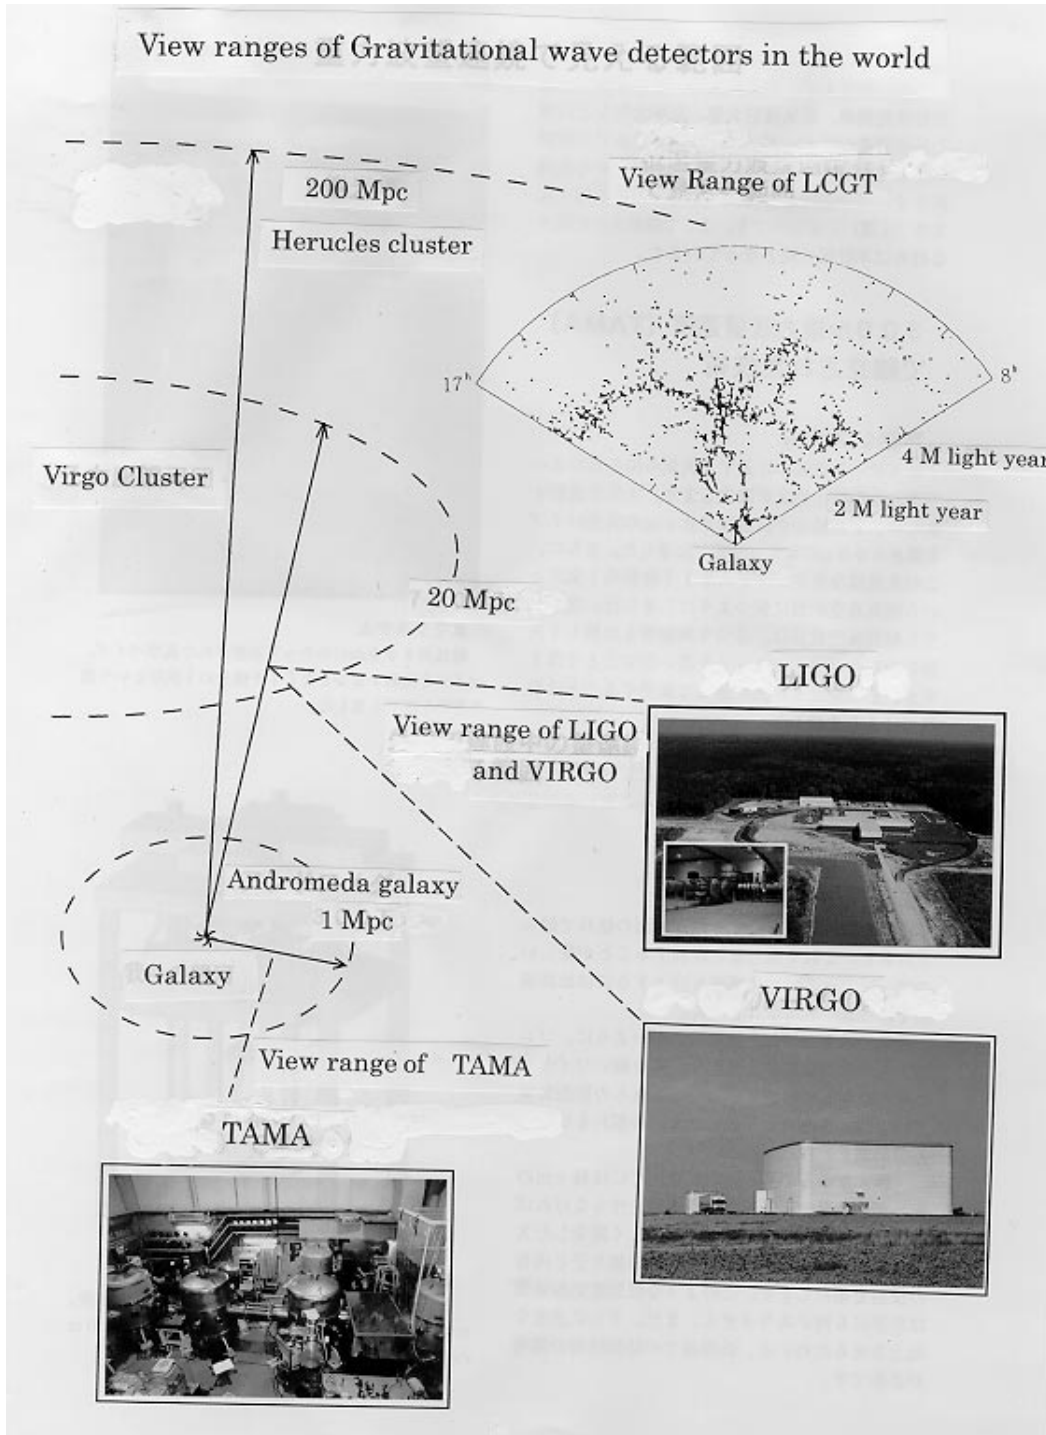 View ranges of Gravitational wave detectors in the world
200 Mpc
View Range of LCGT
Herucles cluster
17ʰ
8ʰ
4 M light year
2 M light year
Galaxy
Virgo Cluster
20 Mpc
LIGO
View range of LIGO
and VIRGO
Andromeda galaxy
1 Mpc
Galaxy
VIRGO
View range of TAMA
TAMA